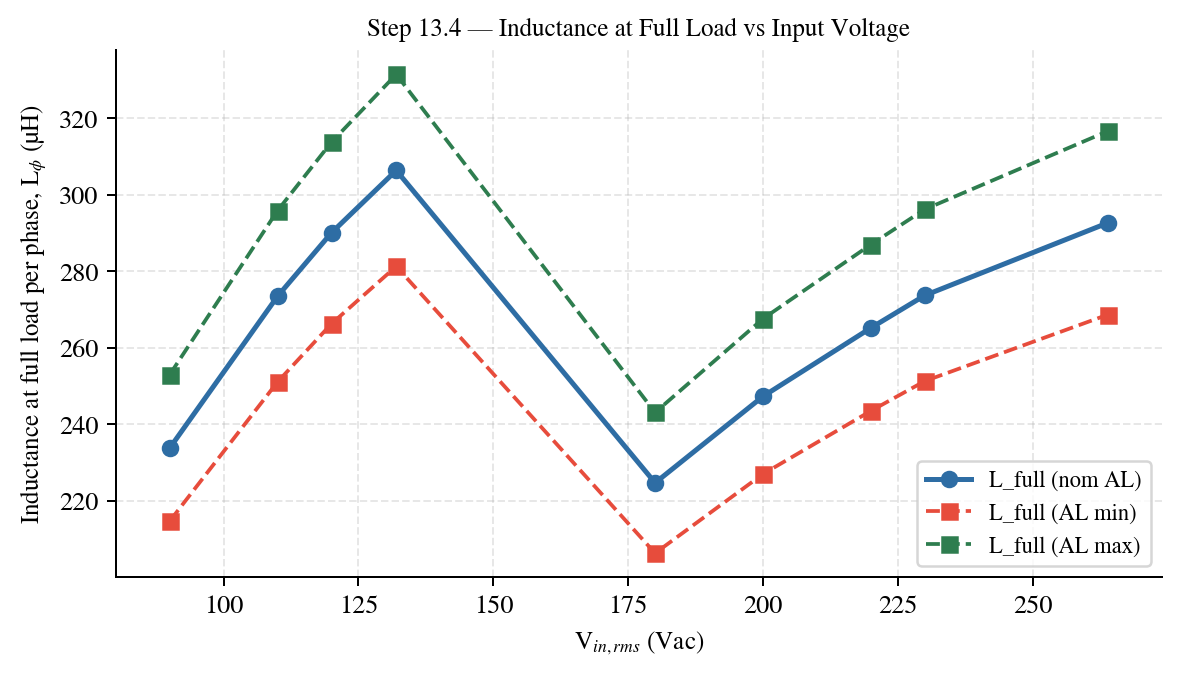 Step 13.4 — Inductance at Full Load vs Input Voltage
Inductance at full load per phase, L_ϕ (µH)
320
300
280
260
240
220
100 125 150 175 200 225 250
V_in,rms (Vac)
L_full (nom AL)
L_full (AL min)
L_full (AL max)